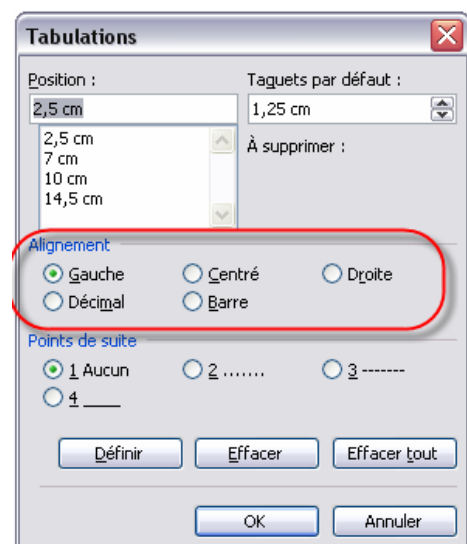 Tabulations
Position :
Taquets par défaut :
2,5 cm
1,25 cm
2,5 cm
7 cm
10 cm
14,5 cm
À supprimer :
Alignement
Gauche Centré Droite
Décimal Barre
Points de suite
1 Aucun 2 ....... 3 -------
4 ____
Définir Effacer Effacer tout
OK Annuler